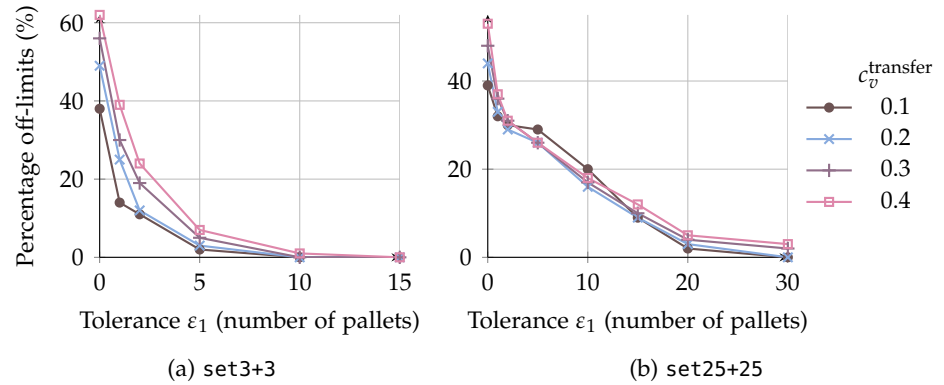 Percentage off-limits (%)
60
40
20
0
0 5 10 15
Tolerance ε₁ (number of pallets)
(a) set3+3
40
20
0
0 10 20 30
Tolerance ε₁ (number of pallets)
(b) set25+25
c_v^transfer
0.1
0.2
0.3
0.4